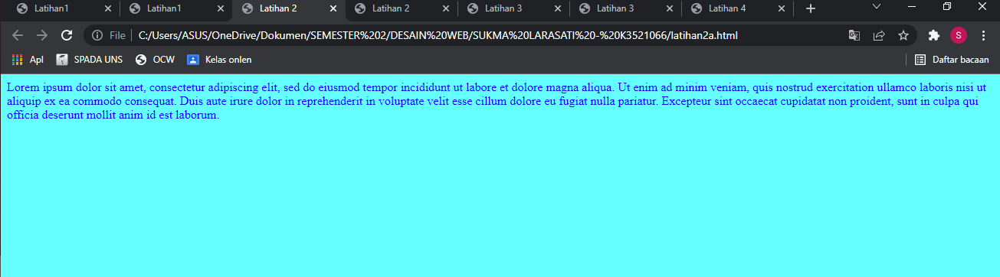 Latihan1 Latihan1 Latihan 2 Latihan 2 Latihan 3 Latihan 3 Latihan 4
File C:/Users/ASUS/OneDrive/Dokumen/SEMESTER%202/DESAIN%20WEB/SUKMA%20LARASATI%20-%20K3521066/latihan2a.html S
Apl SPADA UNS OCW Kelas onlen Daftar bacaan
Lorem ipsum dolor sit amet, consectetur adipiscing elit, sed do eiusmod tempor incididunt ut labore et dolore magna aliqua. Ut enim ad minim veniam, quis nostrud exercitation ullamco laboris nisi ut
aliquip ex ea commodo consequat. Duis aute irure dolor in reprehenderit in voluptate velit esse cillum dolore eu fugiat nulla pariatur. Excepteur sint occaecat cupidatat non proident, sunt in culpa qui
officia deserunt mollit anim id est laborum.